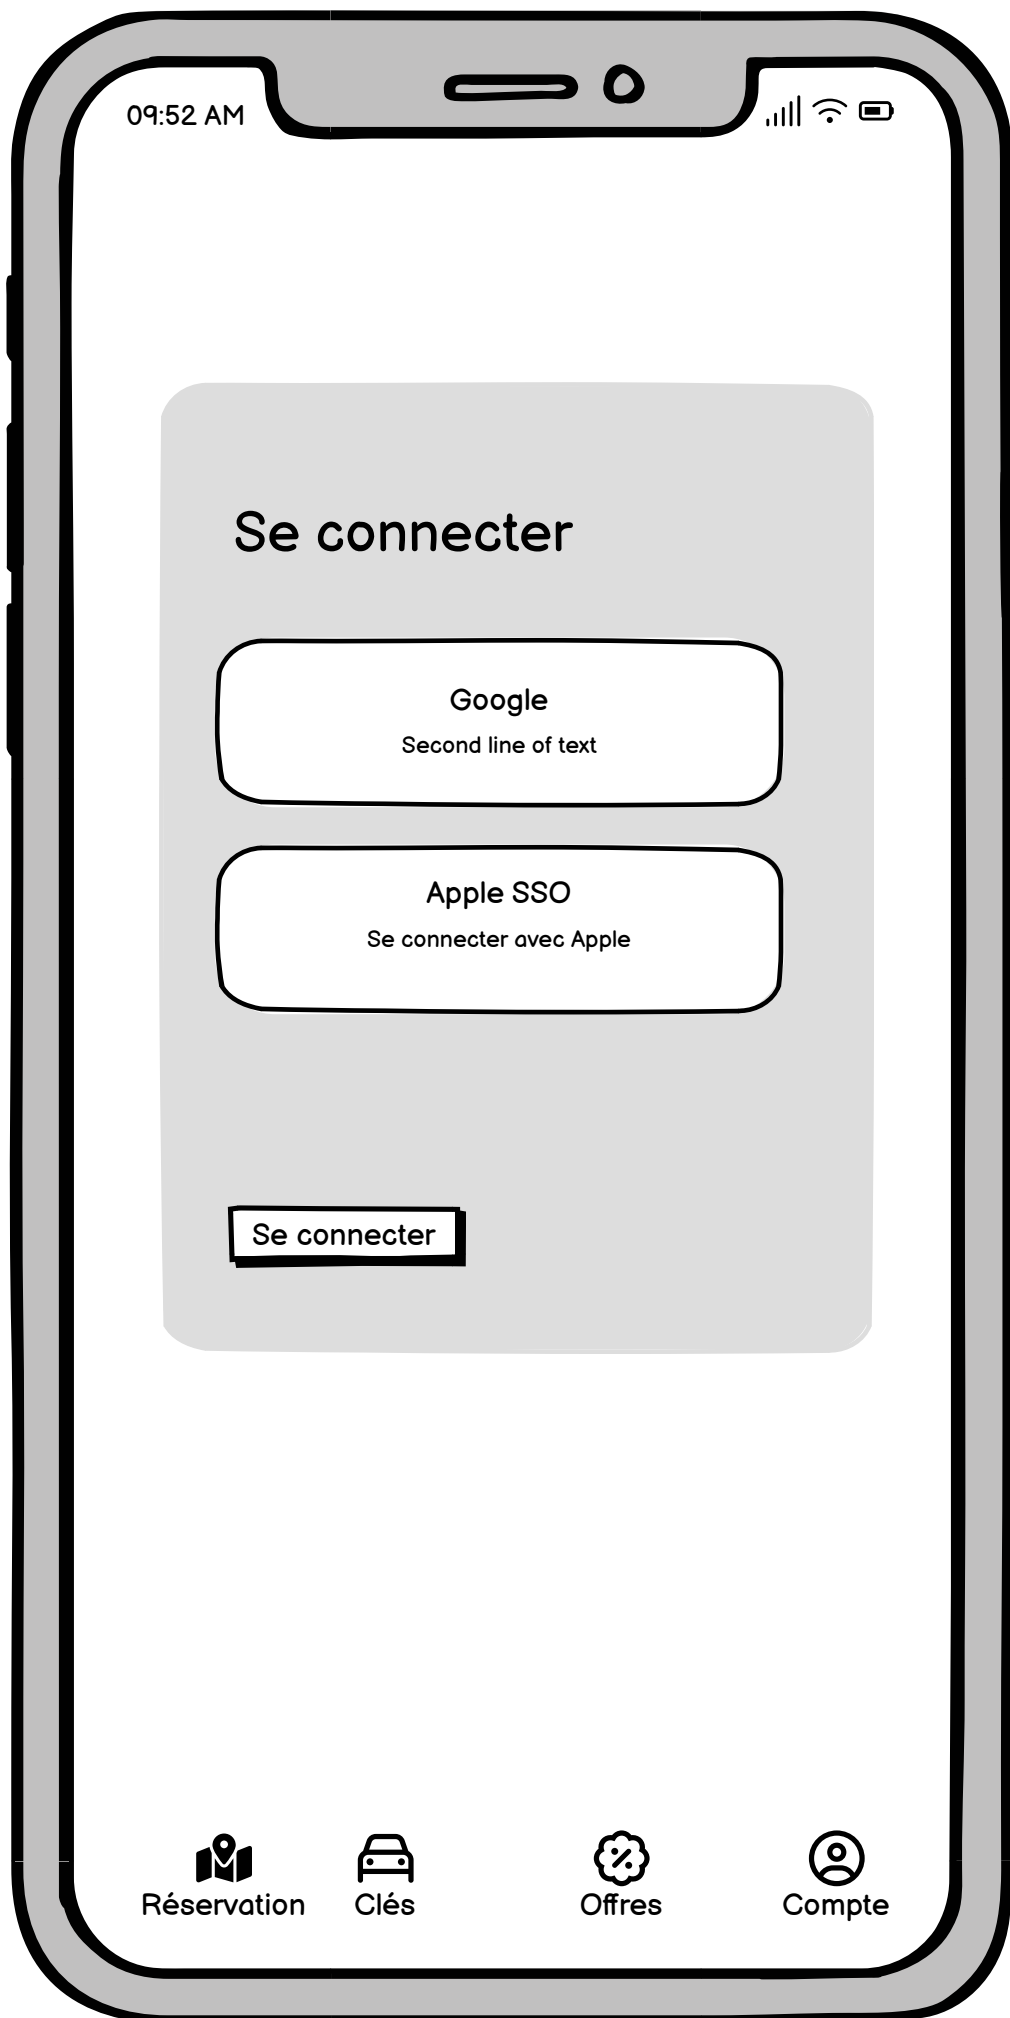 09:52 AM
Se connecter
Google
Second line of text
Apple SSO
Se connecter avec Apple
Se connecter
Réservation
Clés
Offres
Compte